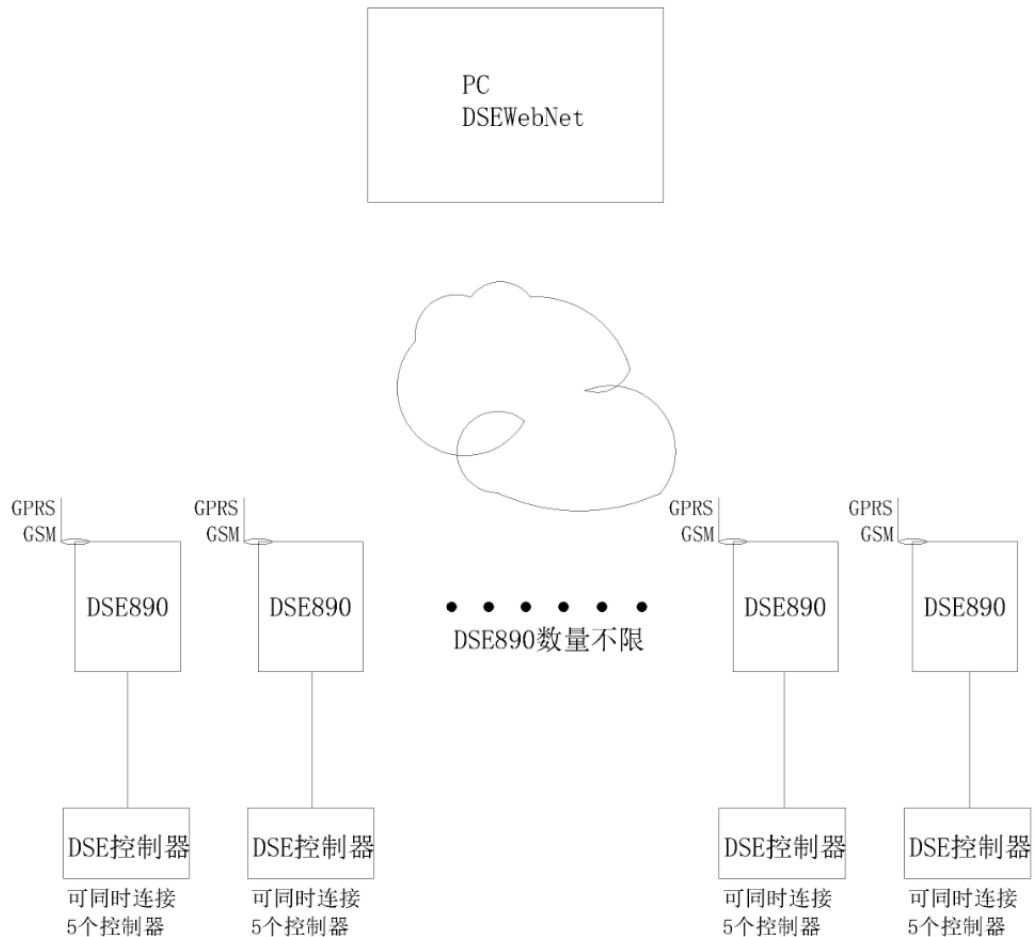 PC
DSEWebNet
GPRS
GSM
GPRS
GSM
GPRS
GSM
GPRS
GSM
DSE890
DSE890
DSE890
DSE890
DSE890数量不限
DSE控制器
DSE控制器
DSE控制器
DSE控制器
可同时连接
5个控制器
可同时连接
5个控制器
可同时连接
5个控制器
可同时连接
5个控制器